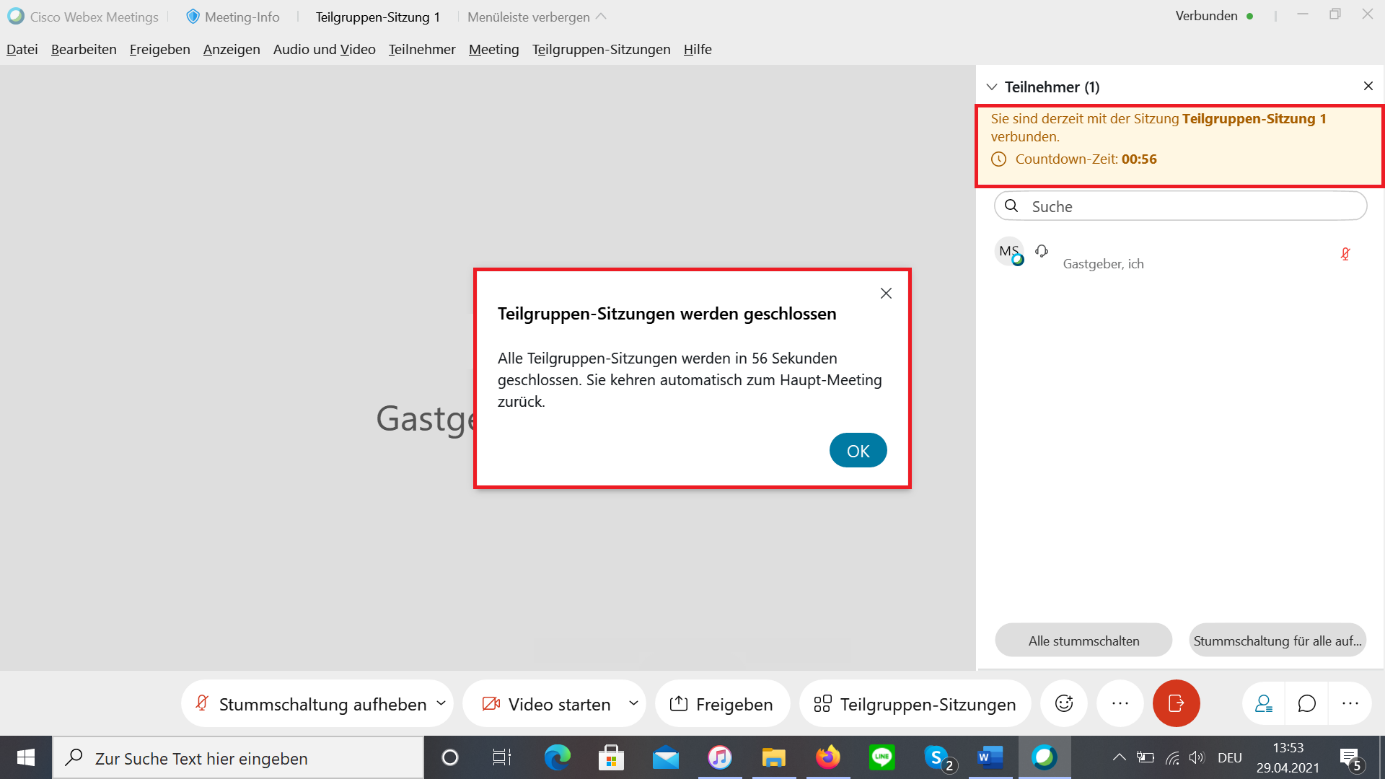 Cisco Webex Meetings
Meeting-Info
Teilgruppen-Sitzung 1
Menüleiste verbergen
Verbunden
Datei Bearbeiten Freigeben Anzeigen Audio und Video Teilnehmer Meeting Teilgruppen-Sitzungen Hilfe
Teilnehmer (1)
Sie sind derzeit mit der Sitzung Teilgruppen-Sitzung 1
verbunden.
Countdown-Zeit: 00:56
Suche
MS
Gastgeber, ich
Teilgruppen-Sitzungen werden geschlossen
Alle Teilgruppen-Sitzungen werden in 56 Sekunden
geschlossen. Sie kehren automatisch zum Haupt-Meeting
zurück.
OK
Gastge
Alle stummschalten
Stummschaltung für alle auf...
Stummschaltung aufheben
Video starten
Freigeben
Teilgruppen-Sitzungen
Zur Suche Text hier eingeben
LINE
S
2
W
DEU
13:53
29.04.2021
5